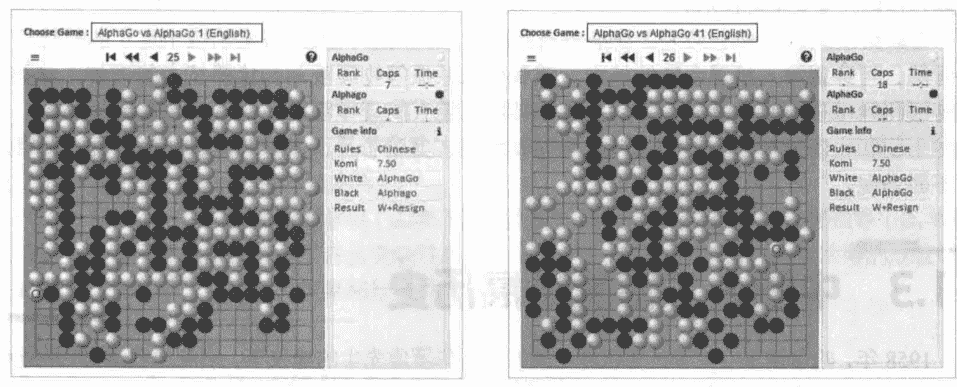 Choose Game : AlphaGo vs AlphaGo 1 (English)
25
AlphaGo
Rank Caps Time
- 7 --:--
Alphago
Rank Caps Time
Game info
Rules Chinese
Komi 7.50
White AlphaGo
Black Alphago
Result W+Resign
Choose Game : AlphaGo vs AlphaGo 41 (English)
26
AlphaGo
Rank Caps Time
- 18 --:--
AlphaGo
Rank Caps Time
Game info
Rules Chinese
Komi 7.50
White AlphaGo
Black AlphaGo
Result W+Resign